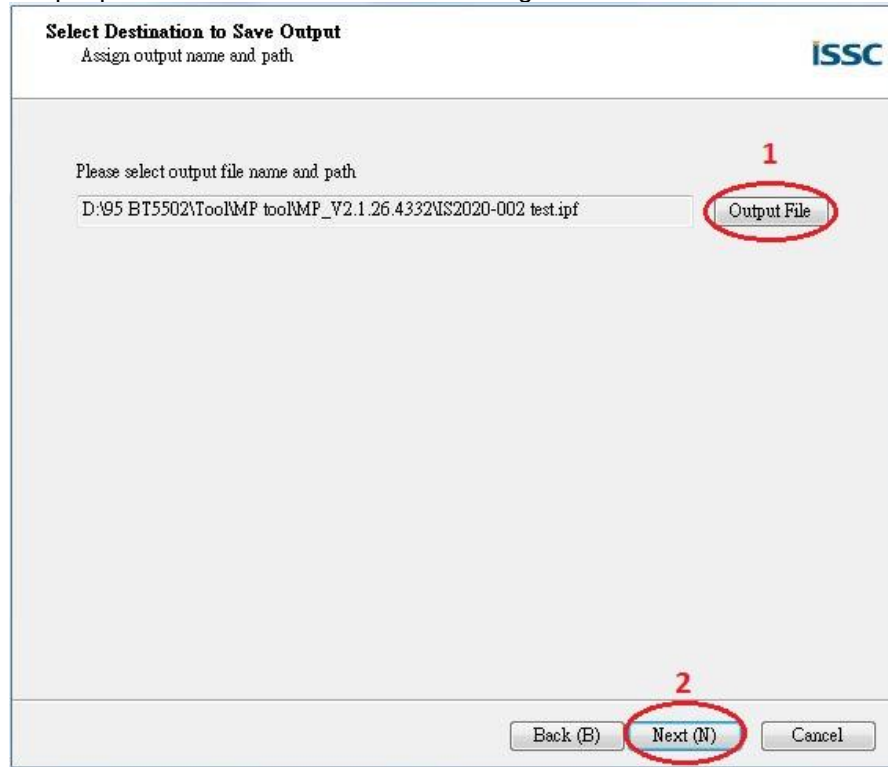 Select Destination to Save Output
Assign output name and path
issc
Please select output file name and path
1
D:\95 BT5502\Tool\MP tool\MP_V2.1.26.4332\IS2020-002 test.ipf
Output File
2
Back (B)
Next (N)
Cancel